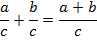 a/c + b/c = (a + b)/c